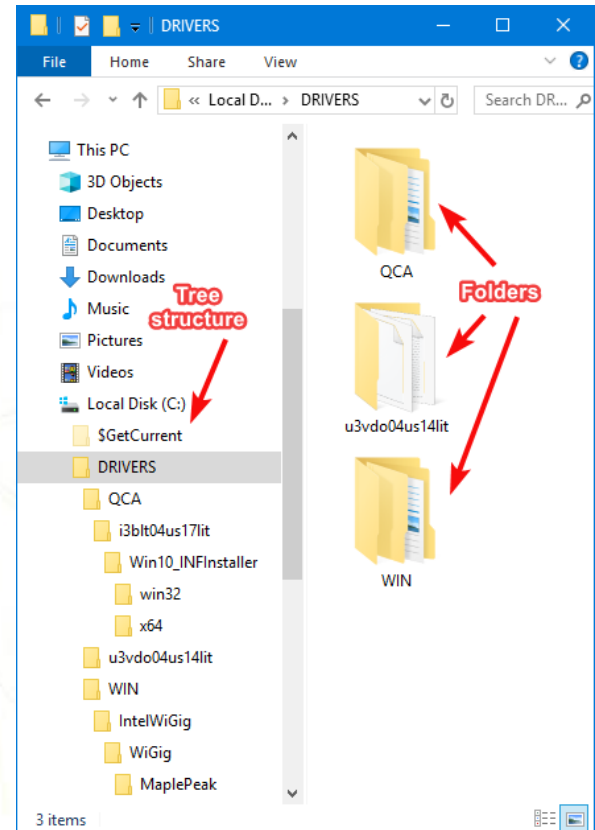 DRIVERS
File Home Share View
« Local D... > DRIVERS Search DR...
This PC
3D Objects
Desktop
Documents
Downloads
Music
Pictures
Videos
Local Disk (C:)
$GetCurrent
DRIVERS
QCA
i3blt04us17lit
Win10_INFInstaller
win32
x64
u3vdo04us14lit
WIN
IntelWiGig
WiGig
MaplePeak
Tree
structure
QCA
Folders
u3vdo04us14lit
WIN
3 items